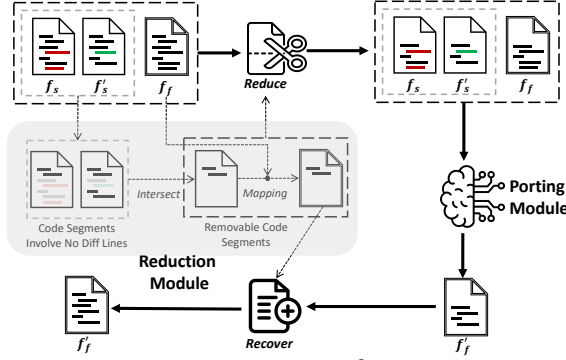 f_s f'_s f_f
Reduce
f_s f'_s f_f
Intersect
Mapping
Code Segments
Involve No Diff Lines
Removable Code
Segments
Porting
Module
Reduction
Module
f'_f
Recover
f'_f